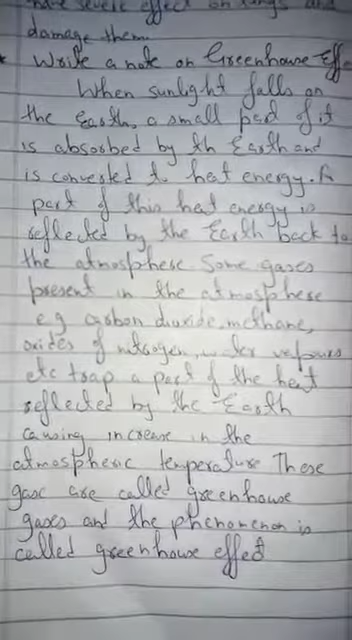 have severe effect on lungs and
damage them
* Write a note on Greenhouse Effe
When sunlight falls on
the Earth, a small part of it
is absorbed by th Earth and
is converted to heat energy. A
part of this heat energy is
reflected by the Earth back to
the atmosphere. Some gases
present in the atmosphere
eg carbon dioxide, methane,
oxides of nitrogen, water vapours
etc trap a part of the heat
reflected by the Earth
causing increase in the
atmospheric temperature These
gase are called greenhouse
gases and the phenomenon is
called greenhouse effect